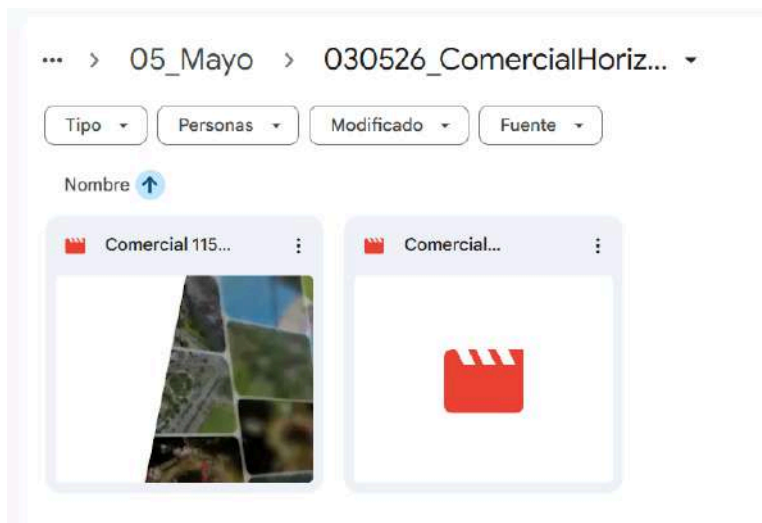 ... > 05_Mayo > 030526_ComercialHoriz...
Tipo Personas Modificado Fuente
Nombre
Comercial 115... Comercial...